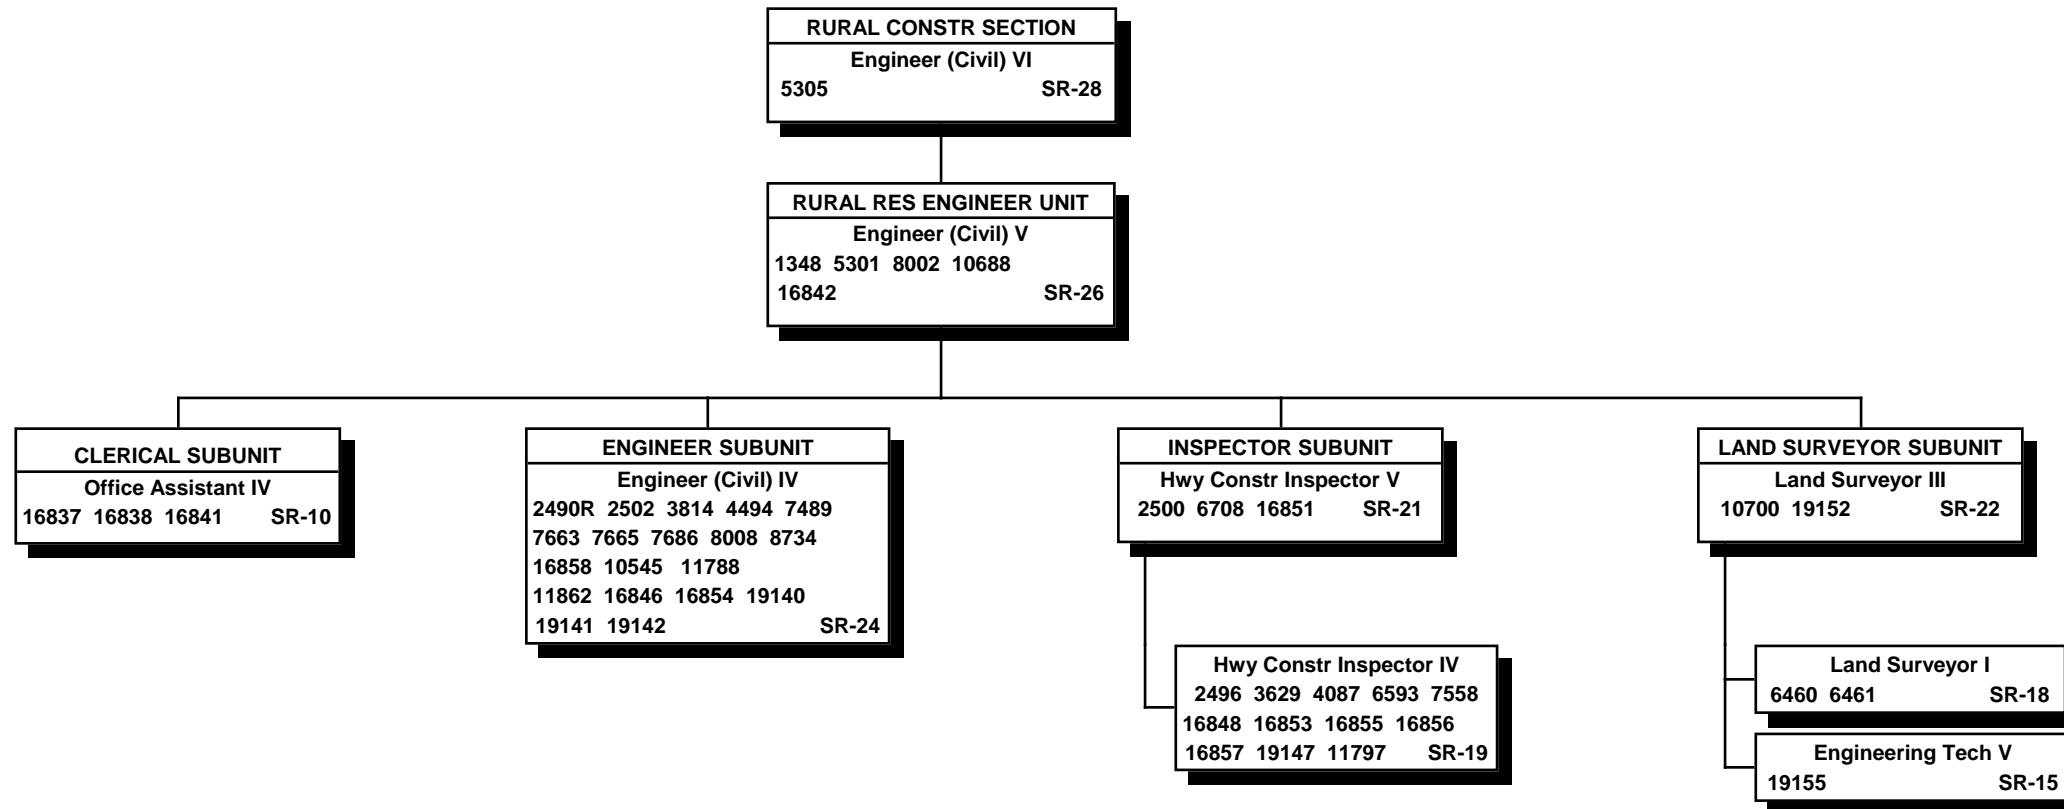 RURAL CONSTR SECTION
Engineer (Civil) VI
5305 SR-28
RURAL RES ENGINEER UNIT
Engineer (Civil) V
1348 5301 8002 10688
16842 SR-26
CLERICAL SUBUNIT
Office Assistant IV
16837 16838 16841 SR-10
ENGINEER SUBUNIT
Engineer (Civil) IV
2490R 2502 3814 4494 7489
7663 7665 7686 8008 8734
16858 10545 11788
11862 16846 16854 19140
19141 19142 SR-24
INSPECTOR SUBUNIT
Hwy Constr Inspector V
2500 6708 16851 SR-21
Hwy Constr Inspector IV
2496 3629 4087 6593 7558
16848 16853 16855 16856
16857 19147 11797 SR-19
LAND SURVEYOR SUBUNIT
Land Surveyor III
10700 19152 SR-22
Land Surveyor I
6460 6461 SR-18
Engineering Tech V
19155 SR-15